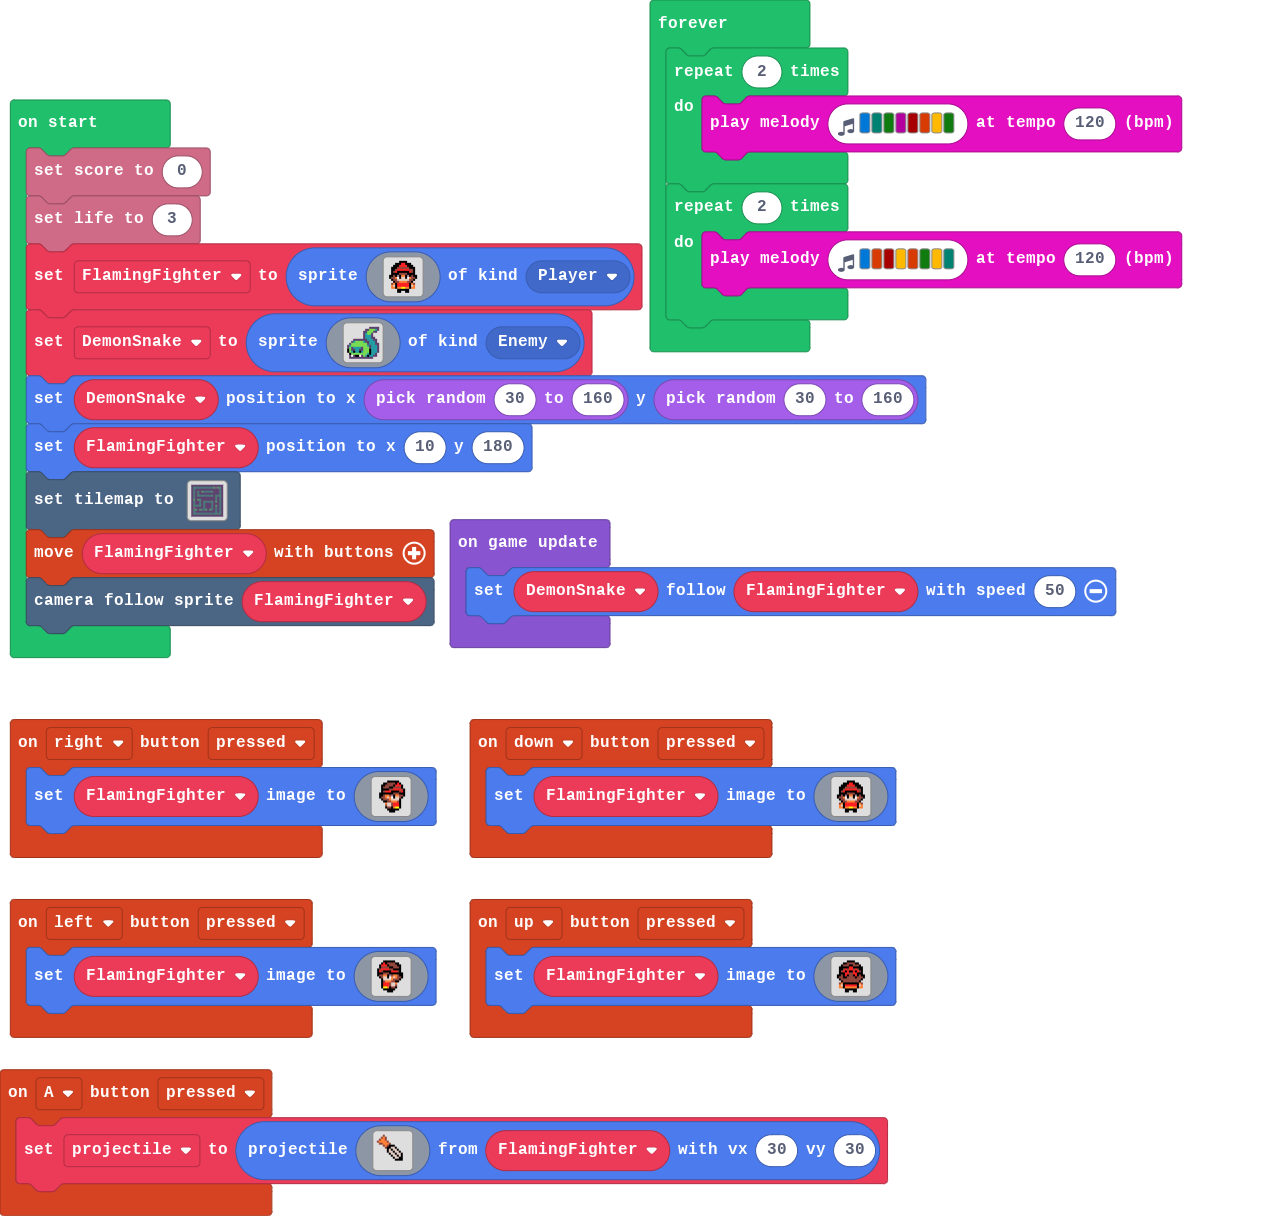 forever
repeat 2 times
do
play melody at tempo 120 (bpm)
repeat 2 times
do
play melody at tempo 120 (bpm)
on start
set score to 0
set life to 3
set FlamingFighter to sprite of kind Player
set DemonSnake to sprite of kind Enemy
set DemonSnake position to x pick random 30 to 160 y pick random 30 to 160
set FlamingFighter position to x 10 y 180
set tilemap to
move FlamingFighter with buttons
camera follow sprite FlamingFighter
on game update
set DemonSnake follow FlamingFighter with speed 50
on right button pressed
set FlamingFighter image to
on down button pressed
set FlamingFighter image to
on left button pressed
set FlamingFighter image to
on up button pressed
set FlamingFighter image to
on A button pressed
set projectile to projectile from FlamingFighter with vx 30 vy 30